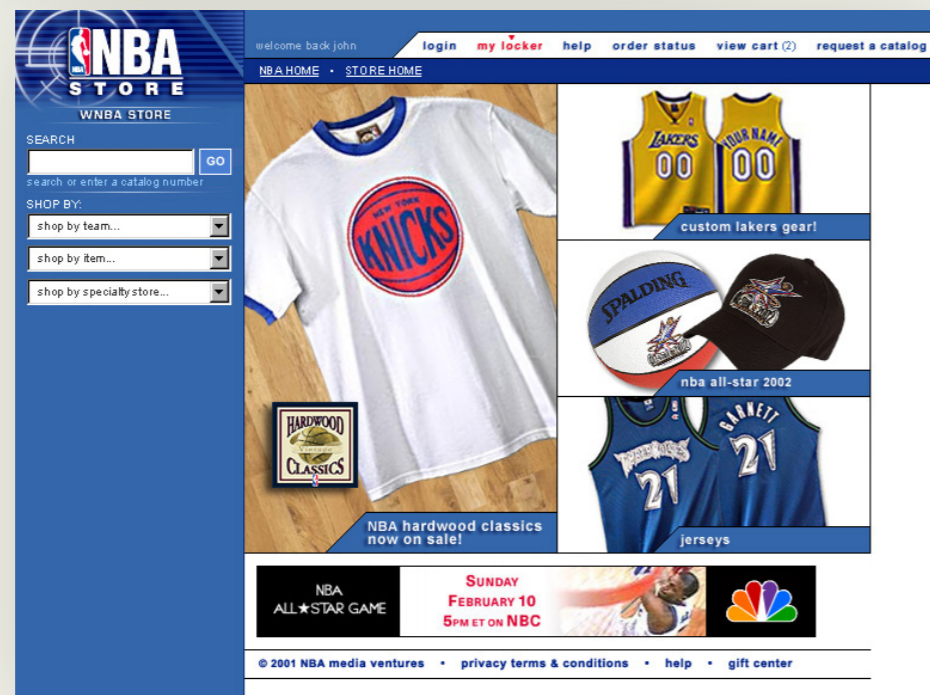 NBA
STORE
WNBA STORE
welcome back john
login my locker help order status view cart (2) request a catalog
NBA HOME • STORE HOME
SEARCH
GO
search or enter a catalog number
SHOP BY:
shop by team...
shop by item...
shop by specialty store...
NEW YORK
KNICKS
HARDWOOD
Vintage
CLASSICS
NBA hardwood classics
now on sale!
LAKERS
00
YOUR NAME
00
custom lakers gear!
SPALDING
nba all-star 2002
21
GARNETT
21
jerseys
NBA
ALL★STAR GAME
SUNDAY
FEBRUARY 10
5PM ET ON NBC
© 2001 NBA media ventures • privacy terms & conditions • help • gift center